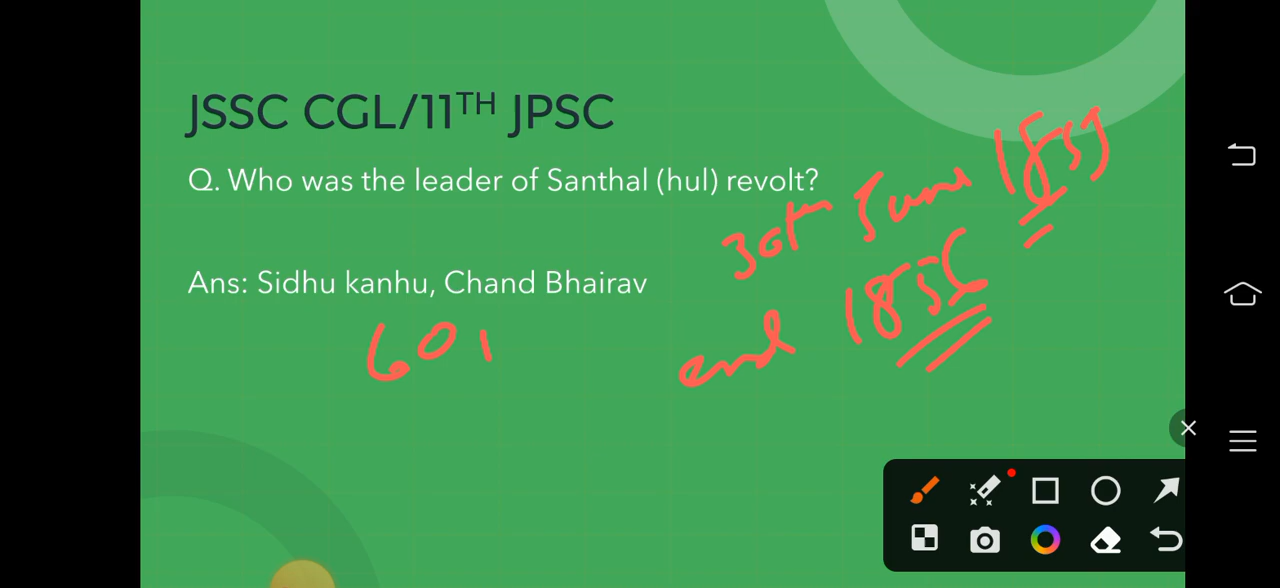 JSSC CGL/11TH JPSC
Q. Who was the leader of Santhal (hul) revolt?
30th June 1855
Ans: Sidhu kanhu, Chand Bhairav
end 1856
601